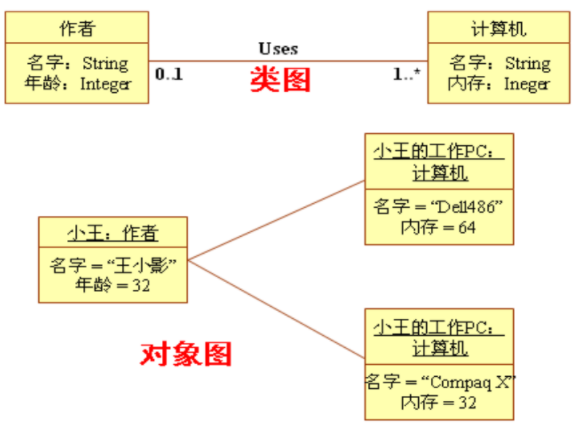 作者
名字：String
年龄：Integer
0..1
Uses
1..*
类图
计算机
名字：String
内存：Ineger
小王的工作PC：
计算机
名字＝“Dell486”
内存＝64
小王：作者
名字＝“王小影”
年龄＝32
对象图
小王的工作PC：
计算机
名字＝“Compaq X”
内存＝32